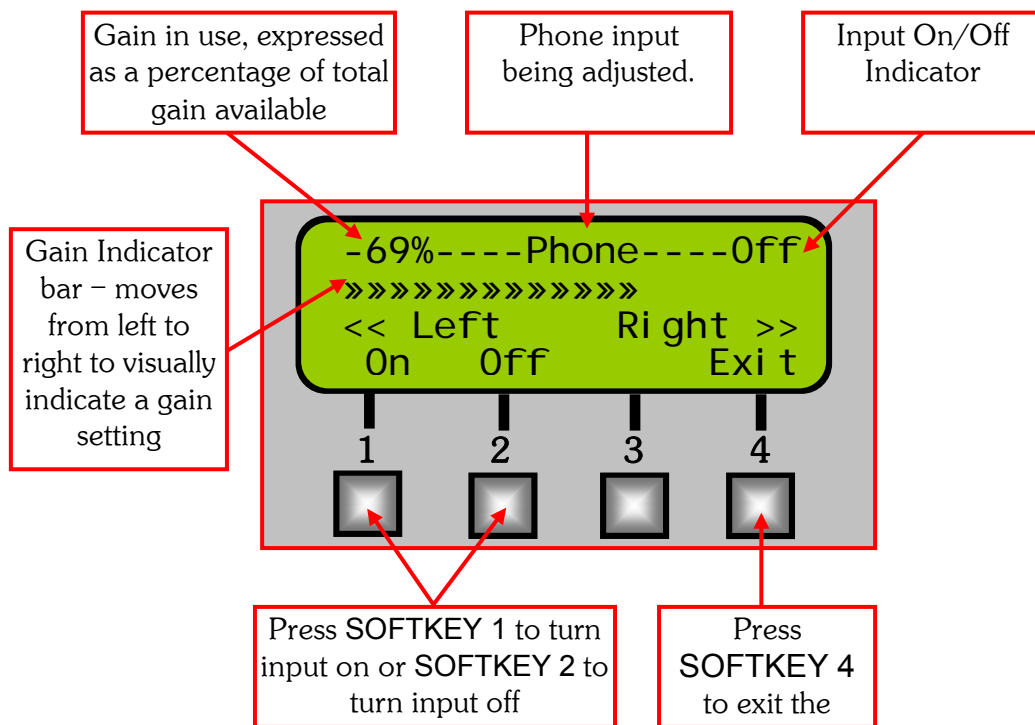 Gain in use, expressed
as a percentage of total
gain available
Phone input
being adjusted.
Input On/Off
Indicator
Gain Indicator
bar – moves
from left to
right to visually
indicate a gain
setting
-69%----Phone----Off
»»»»»»»»»»»»»
<< Left Right >>
On Off Exit
1 2 3 4
Press SOFTKEY 1 to turn
input on or SOFTKEY 2 to
turn input off
Press
SOFTKEY 4
to exit the